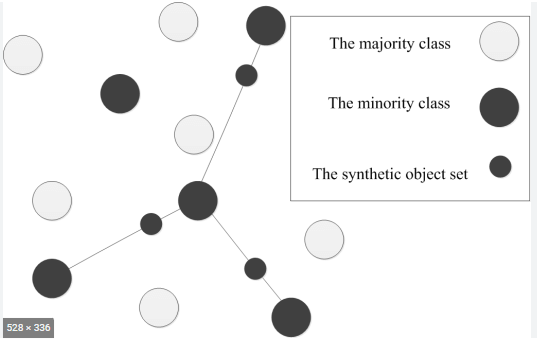 The majority class
The minority class
The synthetic object set
528 × 336